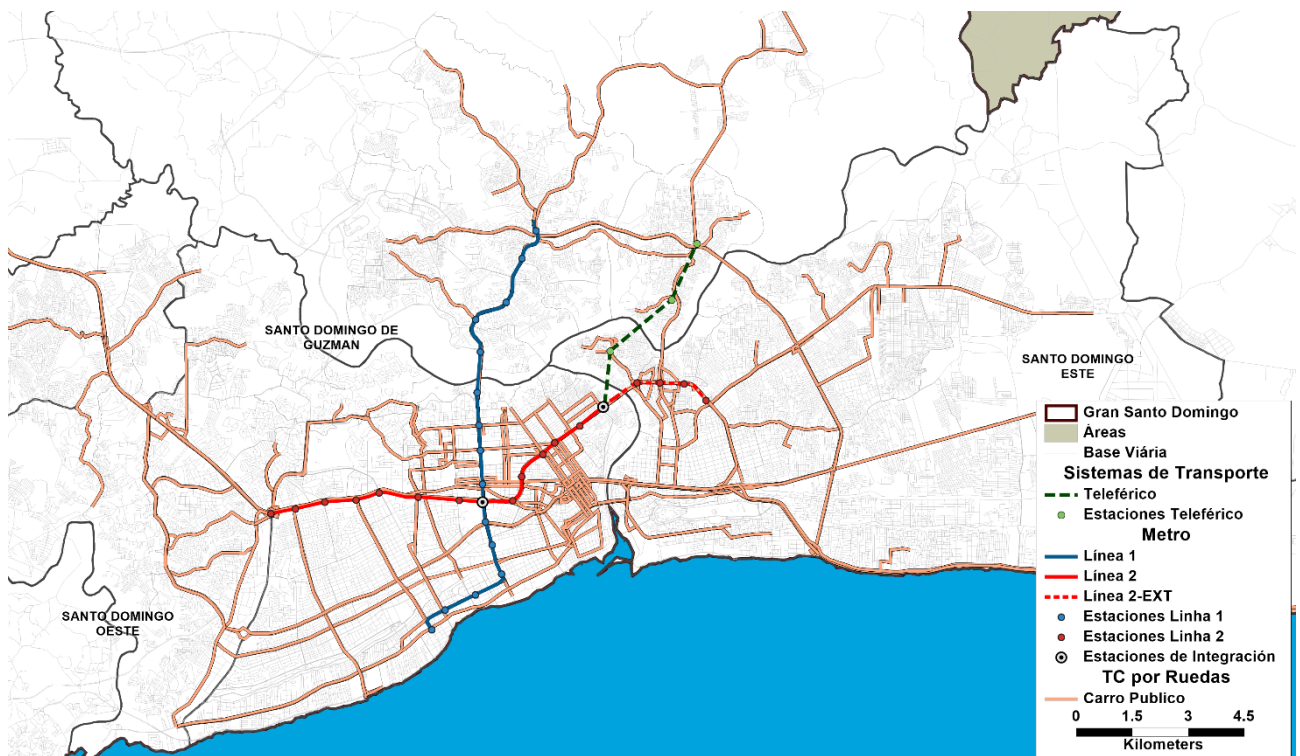 SANTO DOMINGO DE
GUZMAN
SANTO DOMINGO
ESTE
SANTO DOMINGO
OESTE
Gran Santo Domingo
Áreas
Base Viária
Sistemas de Transporte
Teleférico
Estaciones Teleférico
Metro
Línea 1
Línea 2
Línea 2-EXT
Estaciones Linha 1
Estaciones Linha 2
Estaciones de Integración
TC por Ruedas
Carro Publico
0 1.5 3 4.5
Kilometers